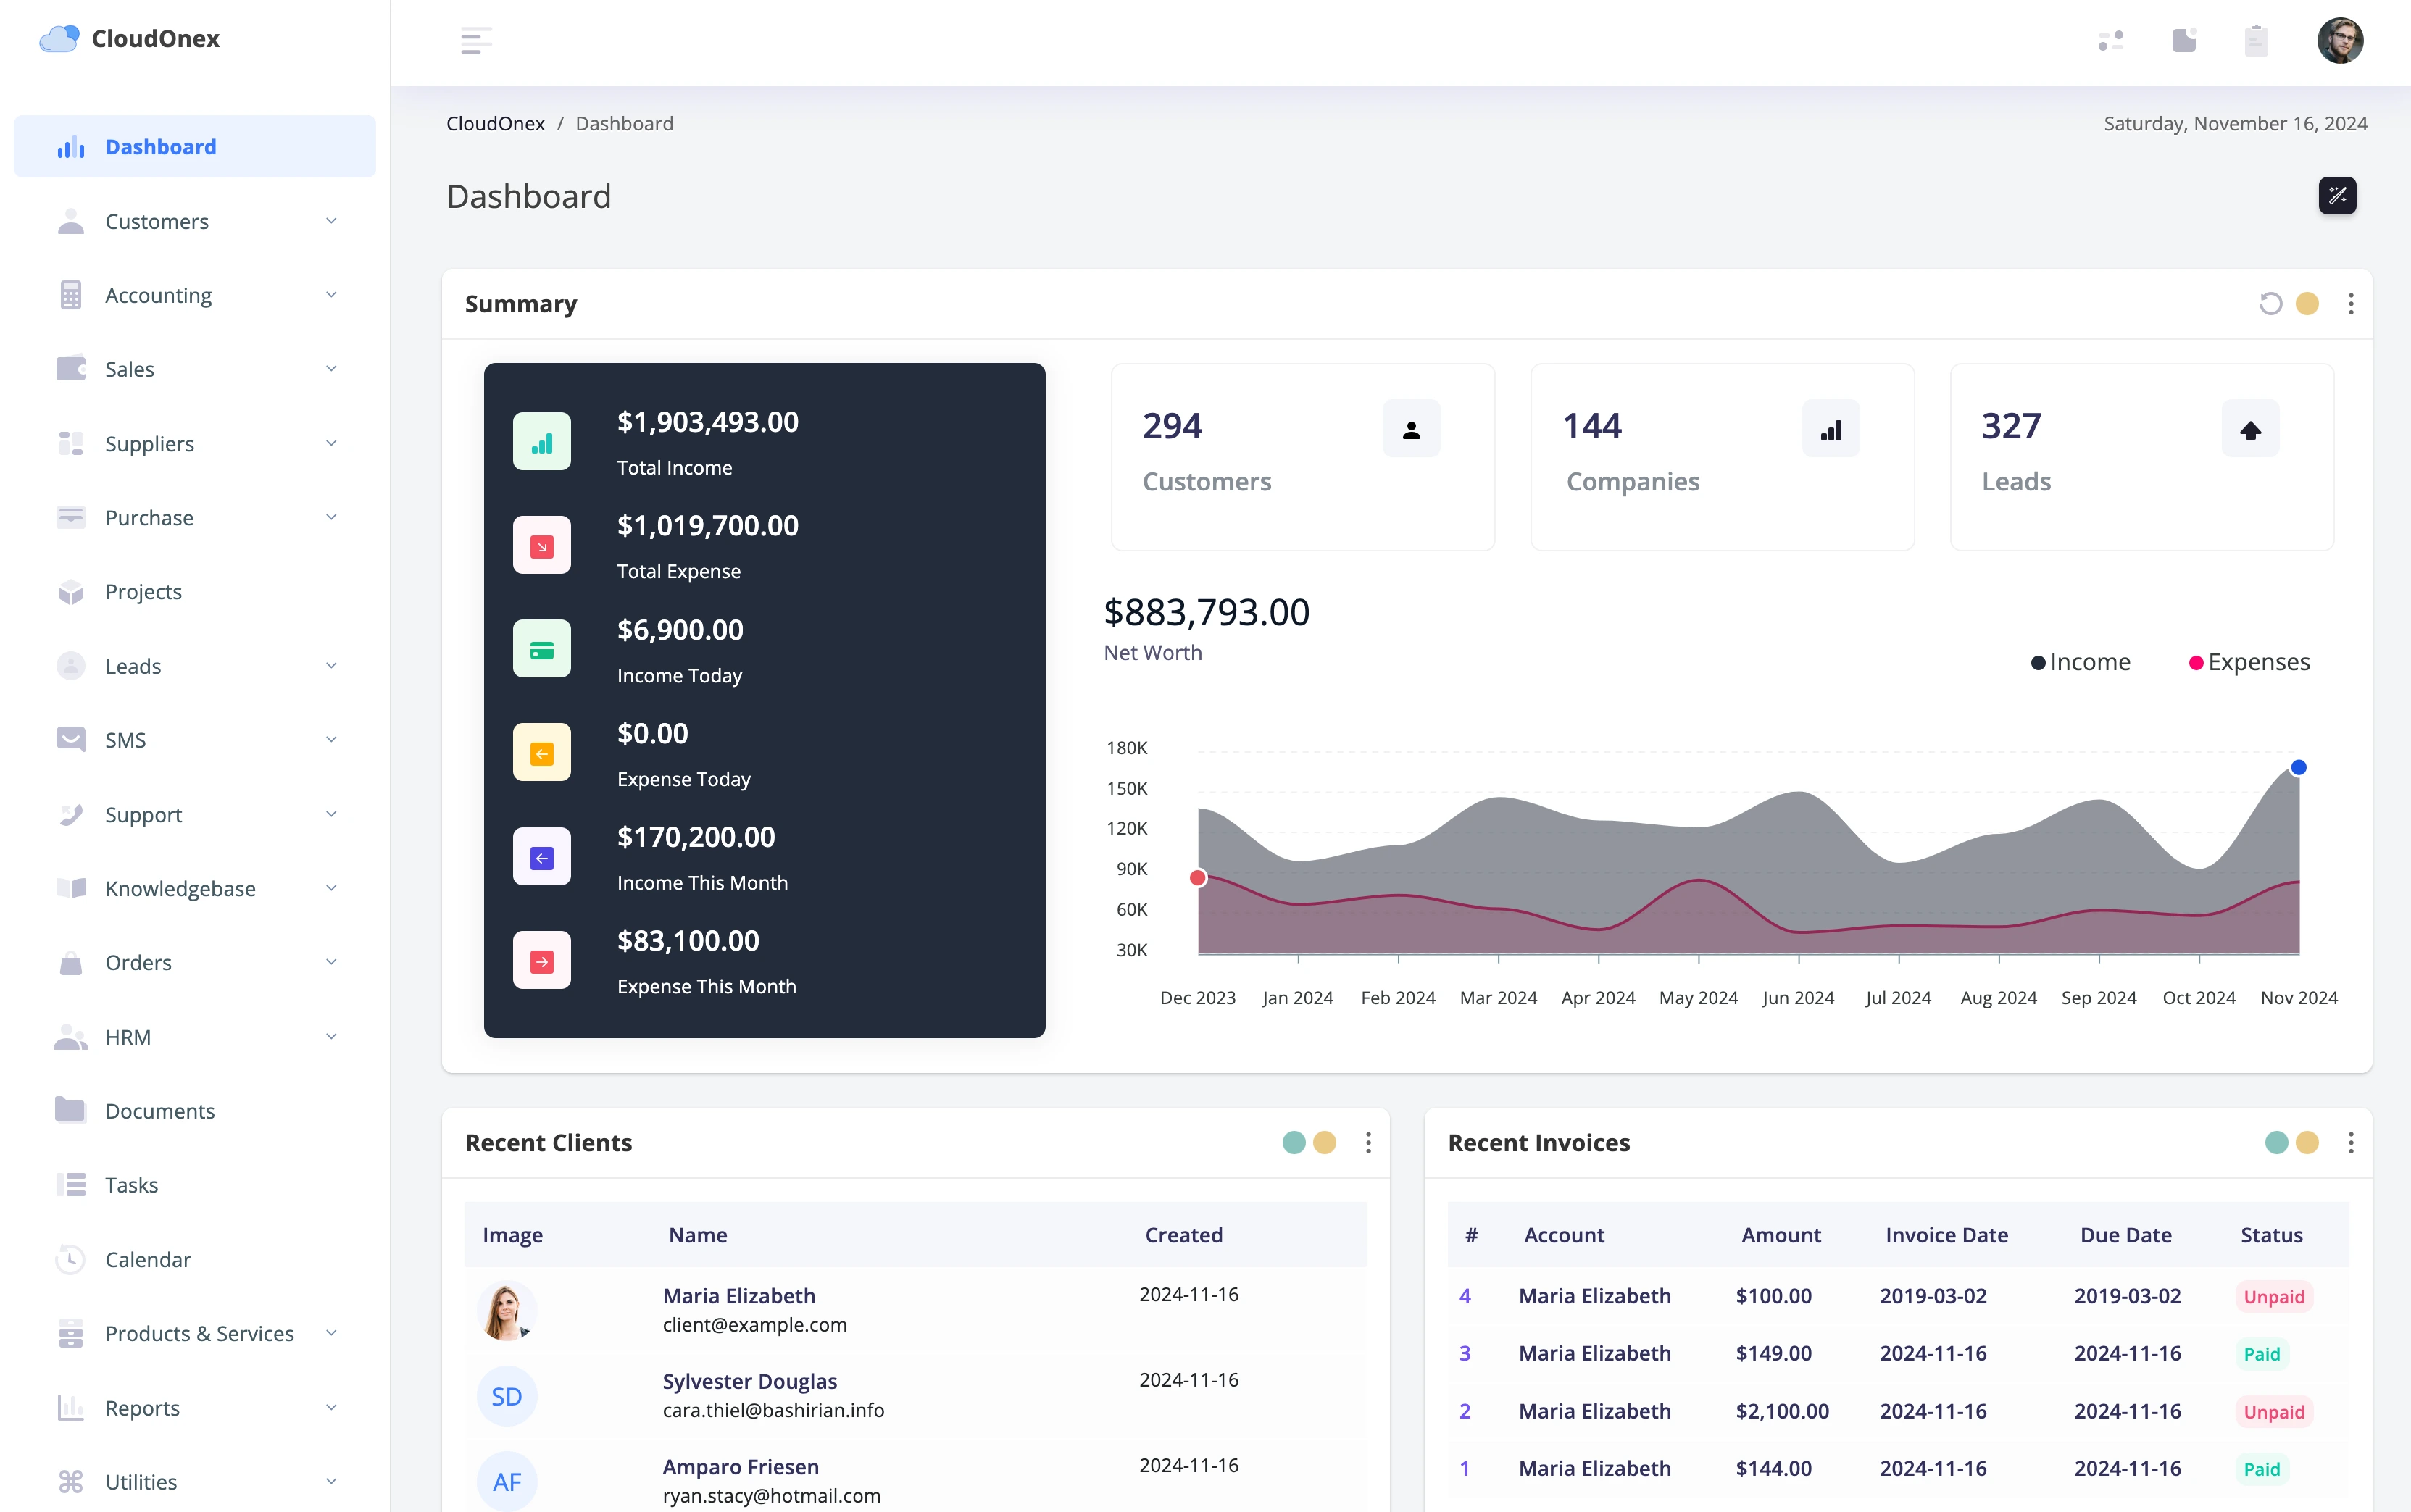 CloudOnex
Dashboard
Customers
Accounting
Sales
Suppliers
Purchase
Projects
Leads
SMS
Support
Knowledgebase
Orders
HRM
Documents
Tasks
Calendar
Products & Services
Reports
Utilities
CloudOnex / Dashboard
Saturday, November 16, 2024
Dashboard
Summary
$1,903,493.00
Total Income
$1,019,700.00
Total Expense
$6,900.00
Income Today
$0.00
Expense Today
$170,200.00
Income This Month
$83,100.00
Expense This Month
294
Customers
144
Companies
327
Leads
$883,793.00
Net Worth
Income Expenses
180K
150K
120K
90K
60K
30K
Dec 2023 Jan 2024 Feb 2024 Mar 2024 Apr 2024 May 2024 Jun 2024 Jul 2024 Aug 2024 Sep 2024 Oct 2024 Nov 2024
Recent Clients
Image Name Created
Maria Elizabeth 2024-11-16
client@example.com
SD Sylvester Douglas 2024-11-16
cara.thiel@bashirian.info
AF Amparo Friesen 2024-11-16
ryan.stacy@hotmail.com
Recent Invoices
# Account Amount Invoice Date Due Date Status
4 Maria Elizabeth $100.00 2019-03-02 2019-03-02 Unpaid
3 Maria Elizabeth $149.00 2024-11-16 2024-11-16 Paid
2 Maria Elizabeth $2,100.00 2024-11-16 2024-11-16 Unpaid
1 Maria Elizabeth $144.00 2024-11-16 2024-11-16 Paid